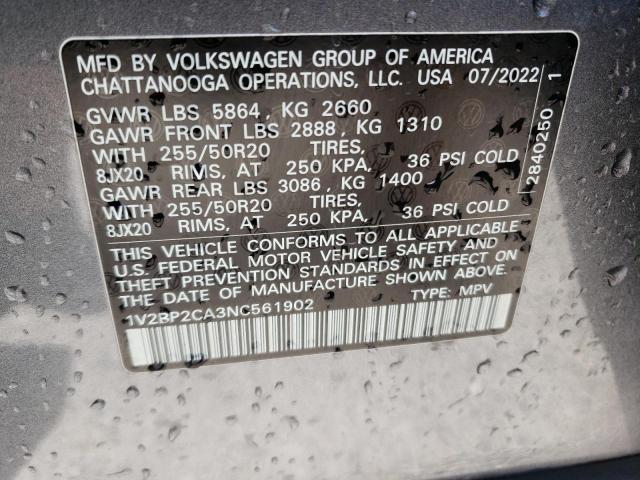 MFD BY VOLKSWAGEN GROUP OF AMERICA
CHATTANOOGA OPERATIONS, LLC. USA 07/2022
GVWR LBS 5864, KG 2660
GAWR FRONT LBS 2888, KG 1310
WITH 255/50R20 TIRES,
8JX20 RIMS, AT 250 KPA, 36 PSI COLD
GAWR REAR LBS 3086, KG 1400
WITH 255/50R20 TIRES,
8JX20 RIMS, AT 250 KPA, 36 PSI COLD
THIS VEHICLE CONFORMS TO ALL APPLICABLE
U.S. FEDERAL MOTOR VEHICLE SAFETY AND
THEFT PREVENTION STANDARDS IN EFFECT ON
THE DATE OF MANUFACTURE SHOWN ABOVE.
1V2BP2CA3NC561902 TYPE: MPV
2840250 1